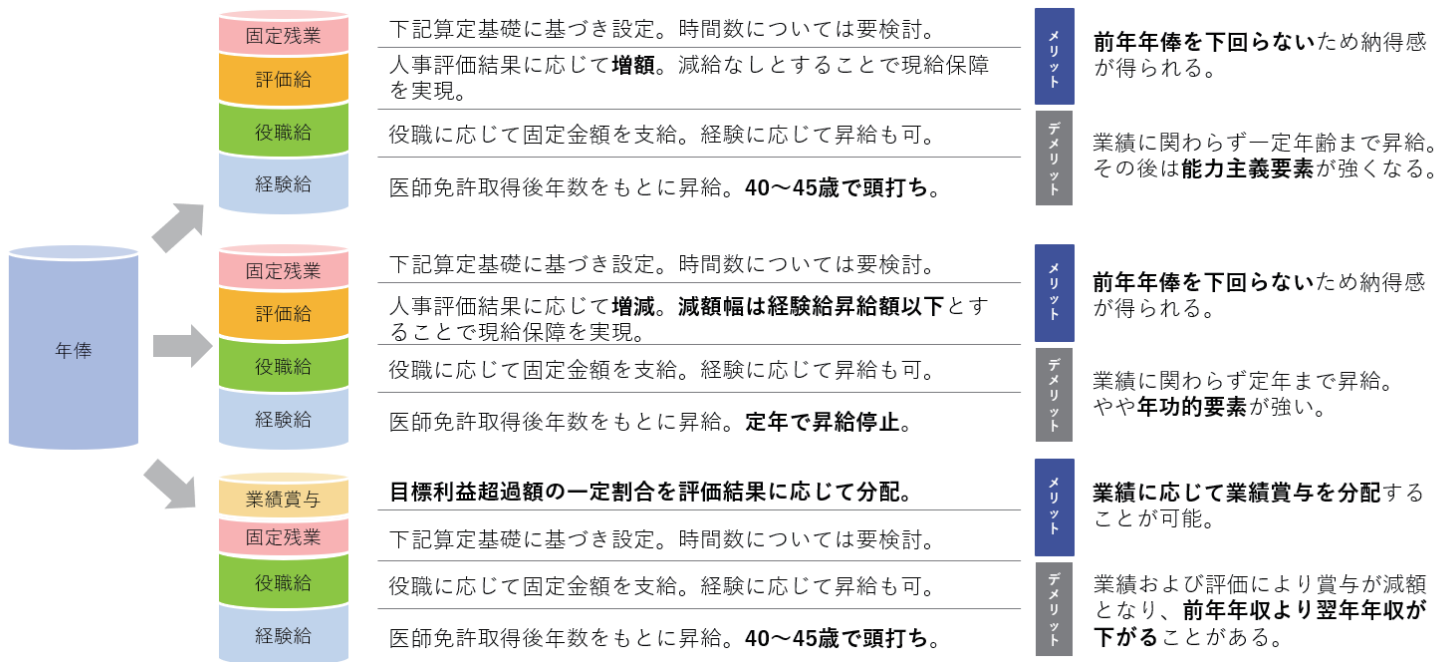 年俸
固定残業
下記算定基礎に基づき設定。時間数については要検討。
評価給
人事評価結果に応じて増額。減給なしとすることで現給保障
を実現。
役職給
役職に応じて固定金額を支給。経験に応じて昇給も可。
経験給
医師免許取得後年数をもとに昇給。40～45歳で頭打ち。
メリット
前年年俸を下回らないため納得感
が得られる。
デメリット
業績に関わらず一定年齢まで昇給。
その後は能力主義要素が強くなる。
固定残業
下記算定基礎に基づき設定。時間数については要検討。
評価給
人事評価結果に応じて増減。減額幅は経験給昇給額以下とす
ることで現給保障を実現。
役職給
役職に応じて固定金額を支給。経験に応じて昇給も可。
経験給
医師免許取得後年数をもとに昇給。定年で昇給停止。
メリット
前年年俸を下回らないため納得感
が得られる。
デメリット
業績に関わらず定年まで昇給。
やや年功的要素が強い。
業績賞与
目標利益超過額の一定割合を評価結果に応じて分配。
固定残業
下記算定基礎に基づき設定。時間数については要検討。
役職給
役職に応じて固定金額を支給。経験に応じて昇給も可。
経験給
医師免許取得後年数をもとに昇給。40～45歳で頭打ち。
メリット
業績に応じて業績賞与を分配する
ことが可能。
デメリット
業績および評価により賞与が減額
となり、前年年収より翌年年収が
下がることがある。